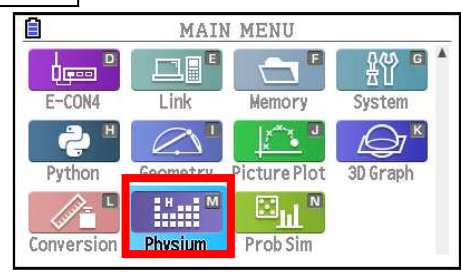 MAIN MENU
D E F G
E-CON4 Link Memory System
H I J K
Python Geometry Picture Plot 3D Graph
L H M N
Conversion Physium Prob Sim